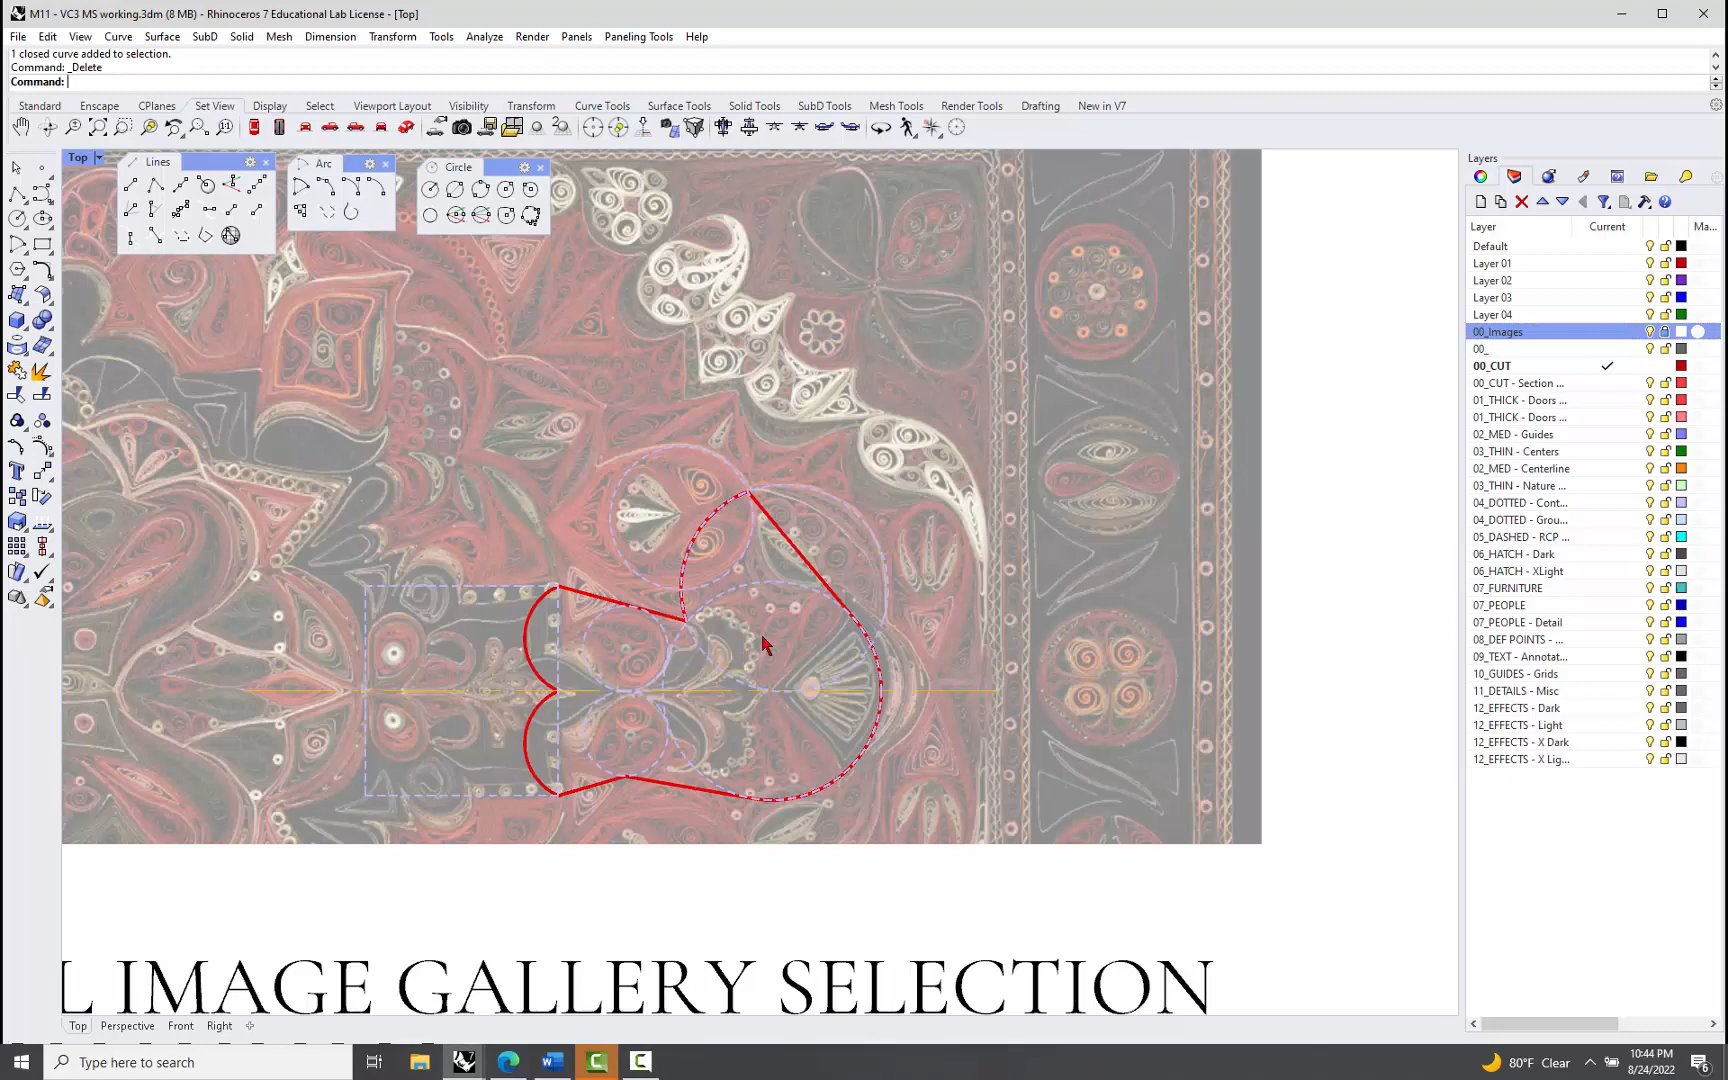 M11 - VC3 MS working.3dm (8 MB) - Rhinoceros 7 Educational Lab License - [Top]
File Edit View Curve Surface SubD Solid Mesh Dimension Transform Tools Analyze Render Panels Paneling Tools Help
1 closed curve added to selection.
Command: _Delete
Command:
Standard Enscape CPlanes Set View Display Select Viewport Layout Visibility Transform Curve Tools Surface Tools Solid Tools SubD Tools Mesh Tools Render Tools Drafting New in V7
Top
Lines
Arc
Circle
Layers
Layer Current Ma...
Default
Layer 01
Layer 02
Layer 03
Layer 04
00_Images
00_
00_CUT
00_CUT - Section ...
01_THICK - Doors ...
01_THICK - Doors ...
02_MED - Guides
03_THIN - Centers
02_MED - Centerline
03_THIN - Nature ...
04_DOTTED - Cont...
04_DOTTED - Grou...
05_DASHED - RCP ...
06_HATCH - Dark
06_HATCH - XLight
07_FURNITURE
07_PEOPLE
07_PEOPLE - Detail
08_DEF POINTS - ...
09_TEXT - Annotat...
10_GUIDES - Grids
11_DETAILS - Misc
12_EFFECTS - Dark
12_EFFECTS - Light
12_EFFECTS - X Dark
12_EFFECTS - X Lig...
L IMAGE GALLERY SELECTION
Top Perspective Front Right
Type here to search
80°F Clear
10:44 PM
8/24/2022
6